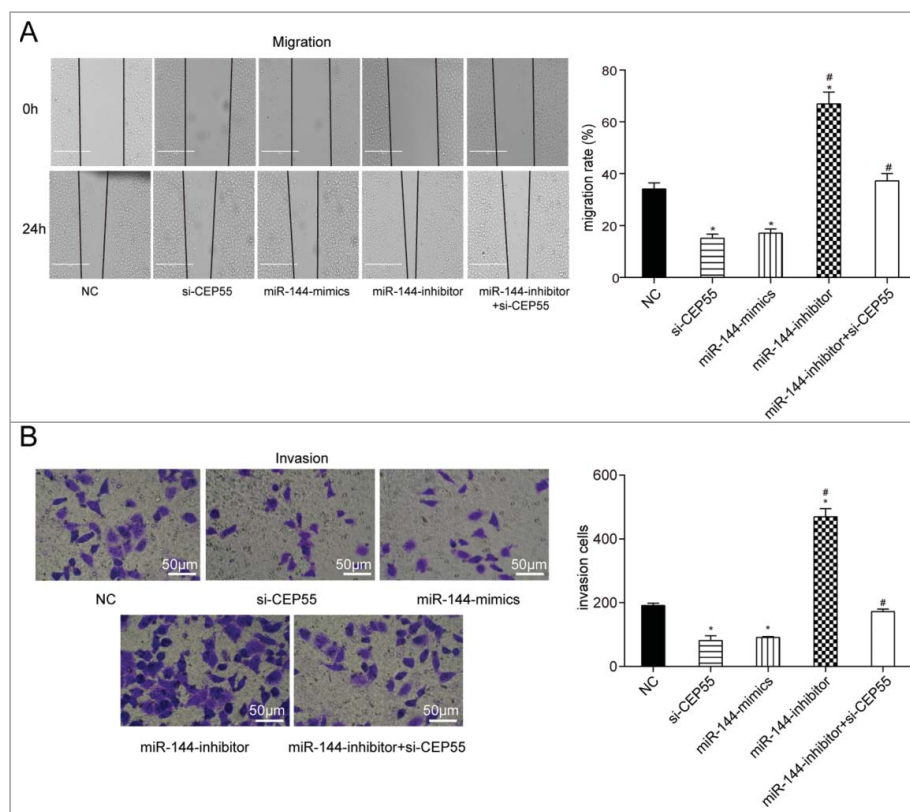 A
Migration
0h
24h
NC
si-CEP55
miR-144-mimics
miR-144-inhibitor
miR-144-inhibitor
+si-CEP55
migration rate (%)
80
60
40
20
0
*
*
#
*
#
NC
si-CEP55
miR-144-mimics
miR-144-inhibitor
miR-144-inhibitor+si-CEP55
B
Invasion
50μm
50μm
50μm
NC
si-CEP55
miR-144-mimics
50μm
50μm
miR-144-inhibitor
miR-144-inhibitor+si-CEP55
invasion cells
600
400
200
0
*
*
#
*
#
NC
si-CEP55
miR-144-mimics
miR-144-inhibitor
miR-144-inhibitor+si-CEP55